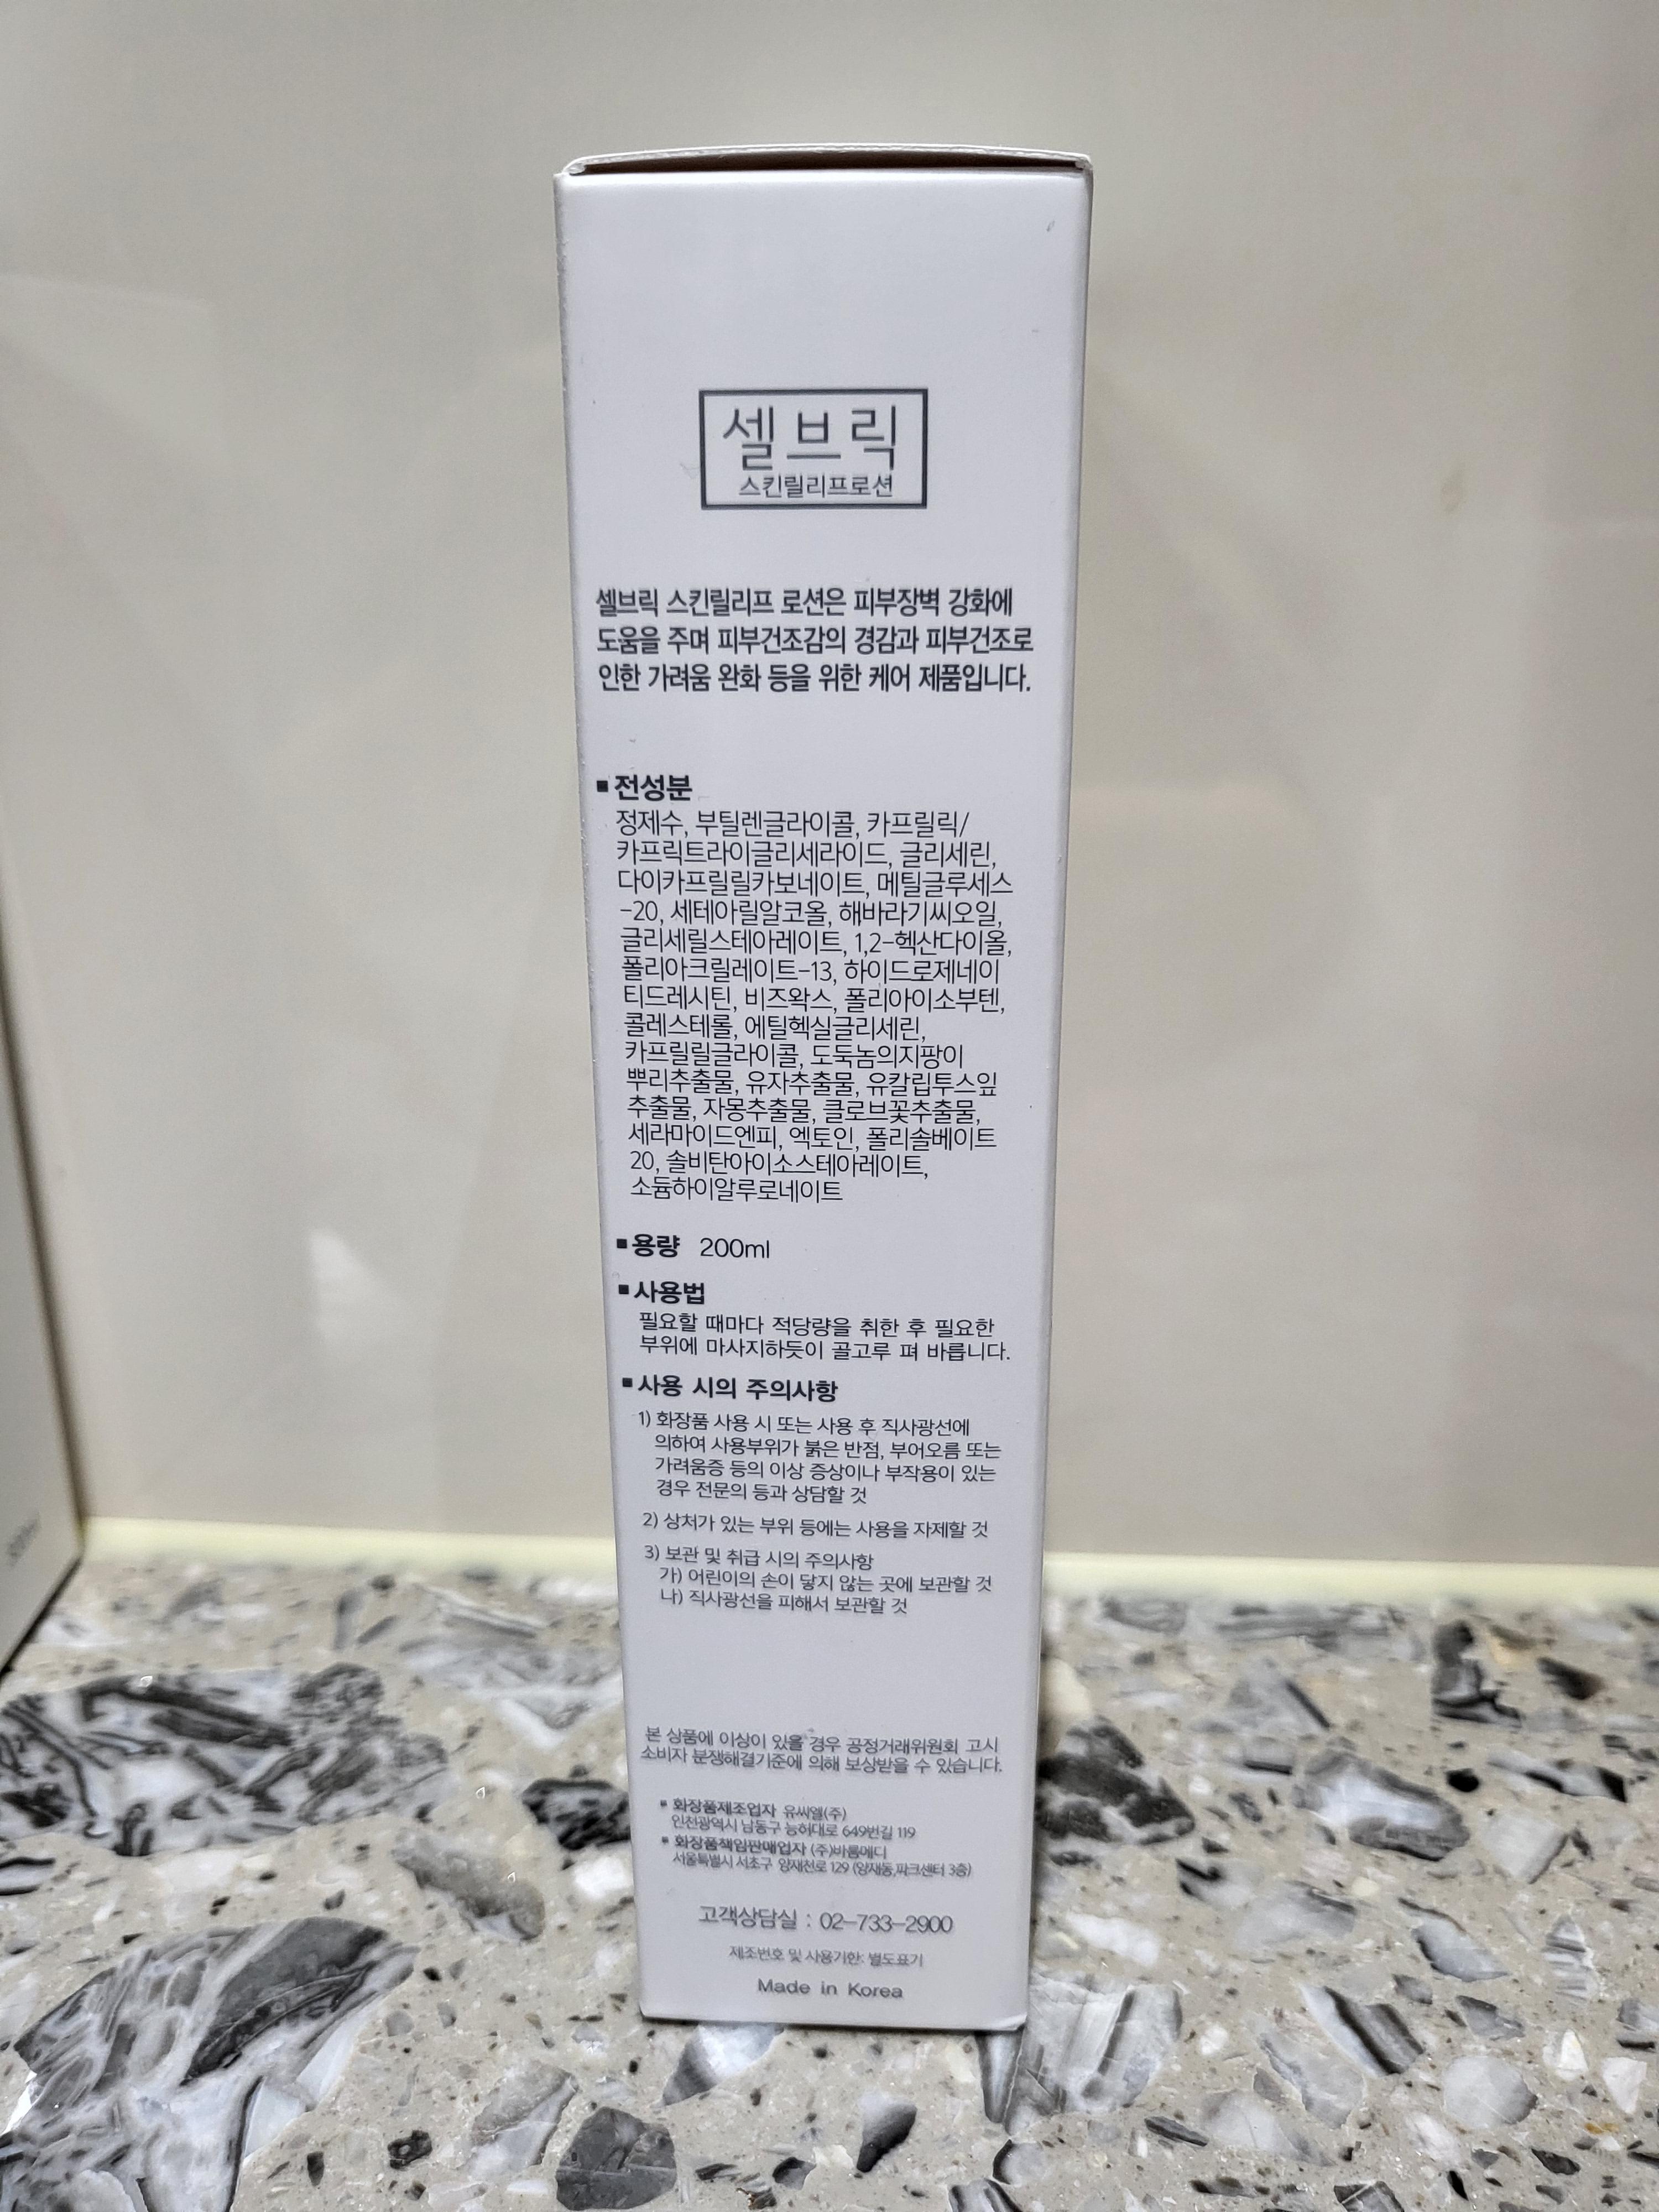 셀브릭
스킨릴리프로션
셀브릭 스킨릴리프 로션은 피부장벽 강화에
도움을 주며 피부건조감의 경감과 피부건조로
인한 가려움 완화 등을 위한 케어 제품입니다.
■ 전성분
정제수, 부틸렌글라이콜, 카프릴릭/
카프릭트라이글리세라이드, 글리세린,
다이카프릴릴카보네이트, 메틸글루세스
-20, 세테아릴알코올, 해바라기씨오일,
글리세릴스테아레이트, 1,2-헥산다이올,
폴리아크릴레이트-13, 하이드로제네이
티드레시틴, 비즈왁스, 폴리아이소부텐,
콜레스테롤, 에틸헥실글리세린,
카프릴릴글라이콜, 도둑놈의지팡이
뿌리추출물, 유자추출물, 유칼립투스잎
추출물, 자몽추출물, 클로브꽃추출물,
세라마이드엔피, 엑토인, 폴리솔베이트
20, 솔비탄아이소스테아레이트,
소듐하이알루로네이트
■ 용량 200ml
■ 사용법
필요할 때마다 적당량을 취한 후 필요한
부위에 마사지하듯이 골고루 펴 바릅니다.
■ 사용 시의 주의사항
1) 화장품 사용 시 또는 사용 후 직사광선에
의하여 사용부위가 붉은 반점, 부어오름 또는
가려움증 등의 이상 증상이나 부작용이 있는
경우 전문의 등과 상담할 것
2) 상처가 있는 부위 등에는 사용을 자제할 것
3) 보관 및 취급 시의 주의사항
가) 어린이의 손이 닿지 않는 곳에 보관할 것
나) 직사광선을 피해서 보관할 것
본 상품에 이상이 있을 경우 공정거래위원회 고시
소비자 분쟁해결기준에 의해 보상받을 수 있습니다.
■ 화장품제조업자 유씨엘(주)
인천광역시 남동구 능허대로 649번길 119
■ 화장품책임판매업자 (주)바름메디
서울특별시 서초구 양재천로 129 (양재동,파크센터 3층)
고객상담실 : 02-733-2900
제조번호 및 사용기한: 별도표기
Made in Korea